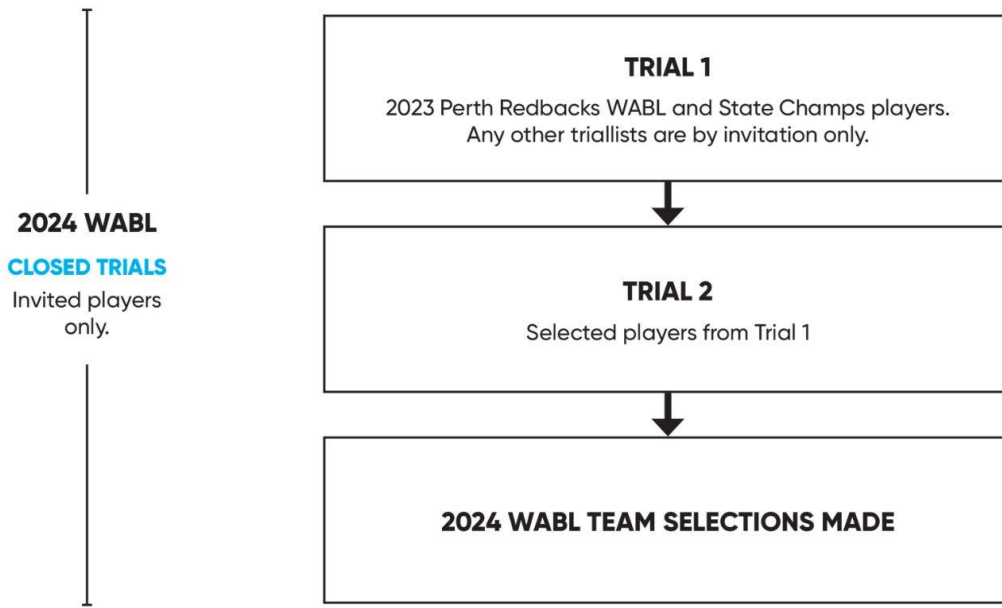 2024 WABL
CLOSED TRIALS
Invited players
only.
TRIAL 1
2023 Perth Redbacks WABL and State Champs players.
Any other triallists are by invitation only.
TRIAL 2
Selected players from Trial 1
2024 WABL TEAM SELECTIONS MADE